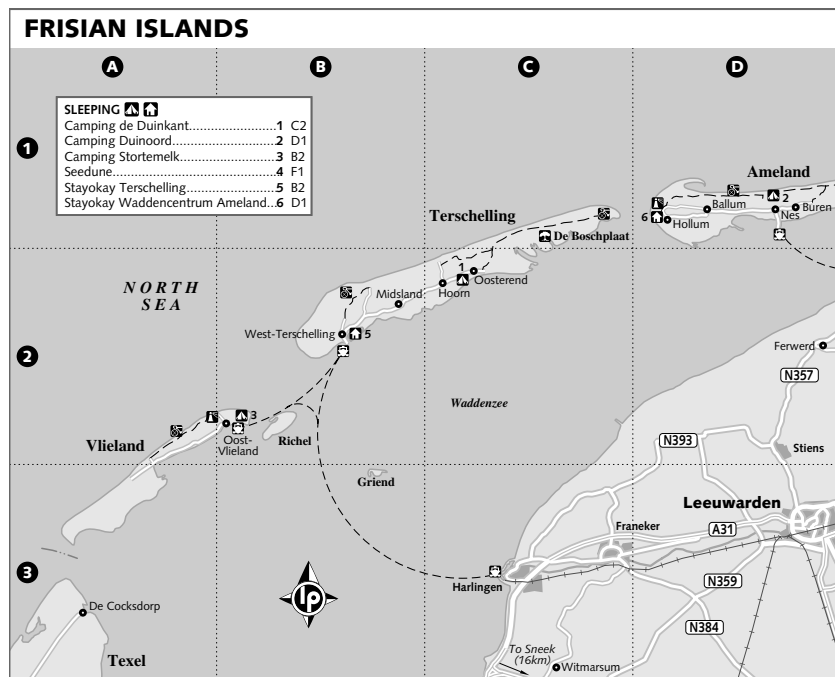 FRISIAN ISLANDS
A B C D
SLEEPING
Camping de Duinkant........................1 C2
Camping Duinoord...........................2 D1
Camping Stortemelk.........................3 B2
Seedune....................................4 F1
Stayokay Terschelling......................5 B2
Stayokay Waddencentrum Ameland..6 D1
1
Ameland
2
Ballum
Buren
Nes
6
Hollum
Terschelling
De Boschplaat
NORTH
SEA
1
Oosterend
Midsland
Hoorn
West-Terschelling
5
2
Ferwerd
N357
Waddenzee
3
Oost-
Vlieland
Vlieland
Richel
N393
Stiens
Griend
Leeuwarden
Franeker
A31
3
Harlingen
lp
N359
De Cocksdorp
N384
Texel
To Sneek
(16km)
Witmarsum